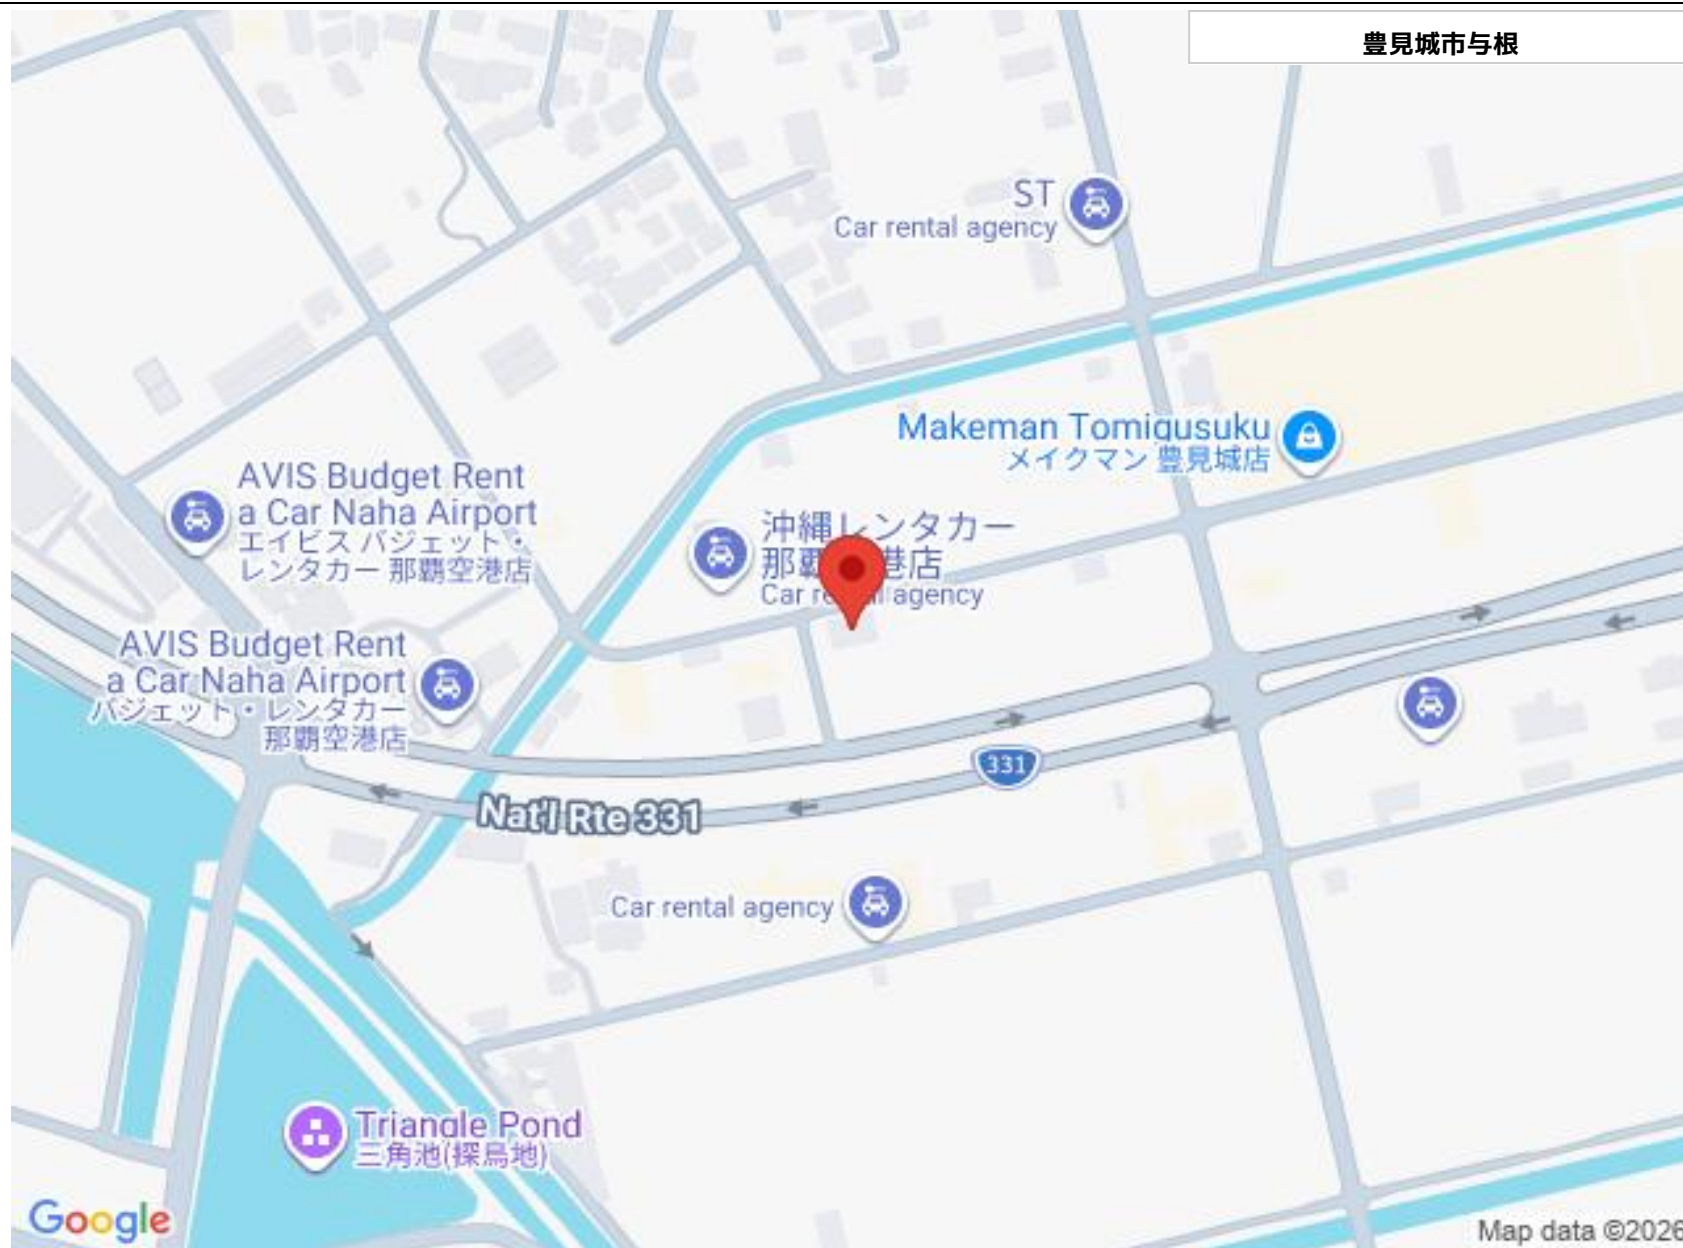 豊見城市与根
ST
Car rental agency
Makeman Tomigusuku
メイクマン 豊見城店
AVIS Budget Rent
a Car Naha Airport
エイビス バジェット・
レンタカー 那覇空港店
沖縄レンタカー
那覇空港店
Car rental agency
AVIS Budget Rent
a Car Naha Airport
バジェット・レンタカー
那覇空港店
331
Nat'l Rte 331
Car rental agency
Triangle Pond
三角池(探鳥地)
Google
Map data ©2026